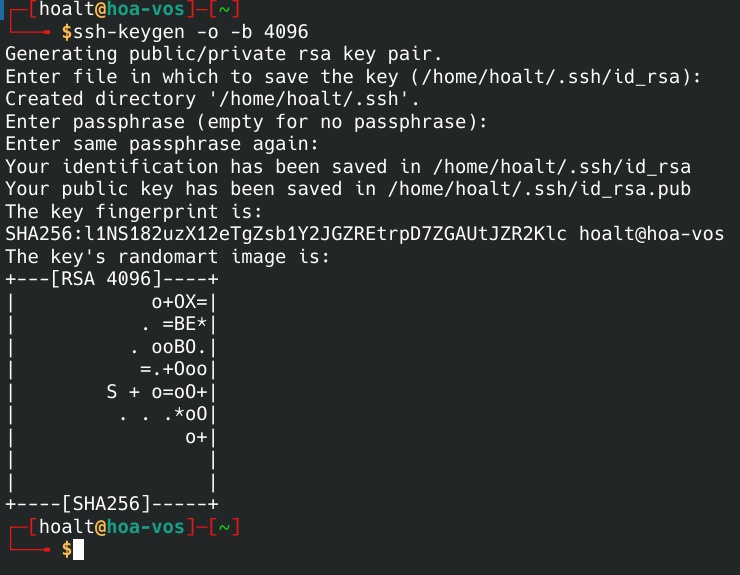 ┌─[hoalt@hoa-vos]─[~]
└──╼ $ssh-keygen -o -b 4096
Generating public/private rsa key pair.
Enter file in which to save the key (/home/hoalt/.ssh/id_rsa):
Created directory '/home/hoalt/.ssh'.
Enter passphrase (empty for no passphrase):
Enter same passphrase again:
Your identification has been saved in /home/hoalt/.ssh/id_rsa
Your public key has been saved in /home/hoalt/.ssh/id_rsa.pub
The key fingerprint is:
SHA256:l1NS182uzX12eTgZsb1Y2JGZREtrpD7ZGAUtJZR2Klc hoalt@hoa-vos
The key's randomart image is:
+---[RSA 4096]----+
|            o+OX=|
|           . =BE*|
|          . ooBO.|
|           =.+Ooo|
|        S + o=oO+|
|         . . .*oO|
|               o+|
|                 |
|                 |
+----[SHA256]-----+
┌─[hoalt@hoa-vos]─[~]
└──╼ $